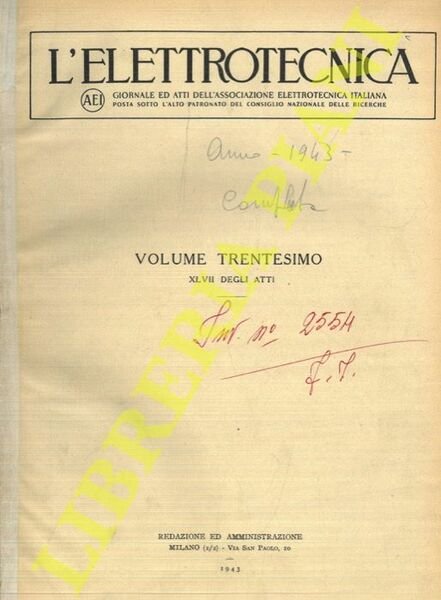 L'ELETTROTECNICA
AEI
GIORNALE ED ATTI DELL'ASSOCIAZIONE ELETTROTECNICA ITALIANA
POSTA SOTTO L'ALTO PATRONATO DEL CONSIGLIO NAZIONALE DELLE RICERCHE
Anno - 1943 -
Completa
VOLUME TRENTESIMO
XLVII DEGLI ATTI
Inv. nº 2554
REDAZIONE ED AMMINISTRAZIONE
MILANO (2/2) - VIA SAN PAOLO, 10
1943
LIBRERIA PIANI